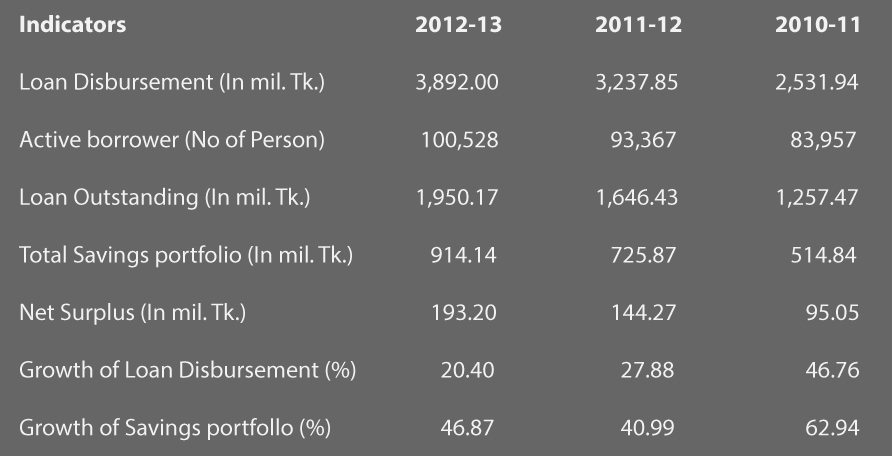 Indicators 2012-13 2011-12 2010-11
Loan Disbursement (In mil. Tk.) 3,892.00 3,237.85 2,531.94
Active borrower (No of Person) 100,528 93,367 83,957
Loan Outstanding (In mil. Tk.) 1,950.17 1,646.43 1,257.47
Total Savings portfolio (In mil. Tk.) 914.14 725.87 514.84
Net Surplus (In mil. Tk.) 193.20 144.27 95.05
Growth of Loan Disbursement (%) 20.40 27.88 46.76
Growth of Savings portfollo (%) 46.87 40.99 62.94